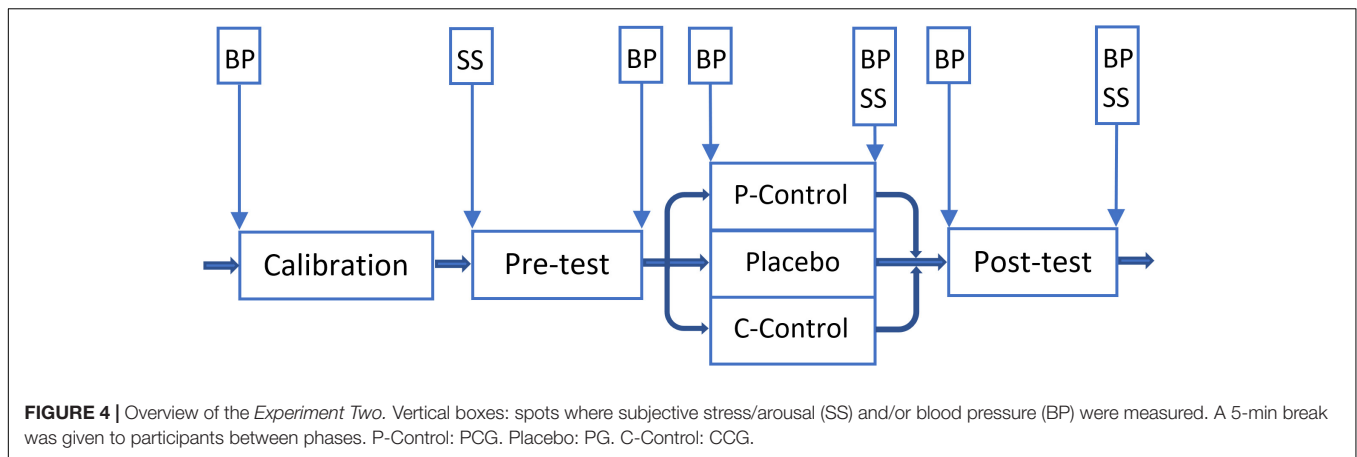 BP
SS
BP
BP
BP
SS
BP
BP
SS
P-Control
Calibration
Pre-test
Placebo
Post-test
C-Control
FIGURE 4 | Overview of the Experiment Two. Vertical boxes: spots where subjective stress/arousal (SS) and/or blood pressure (BP) were measured. A 5-min break
was given to participants between phases. P-Control: PCG. Placebo: PG. C-Control: CCG.